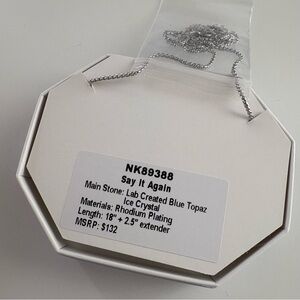 NK89388
Say It Again
Main Stone: Lab Created Blue Topaz
Ice Crystal
Materials: Rhodium Plating
Length: 18" + 2.5" extender
MSRP: $132